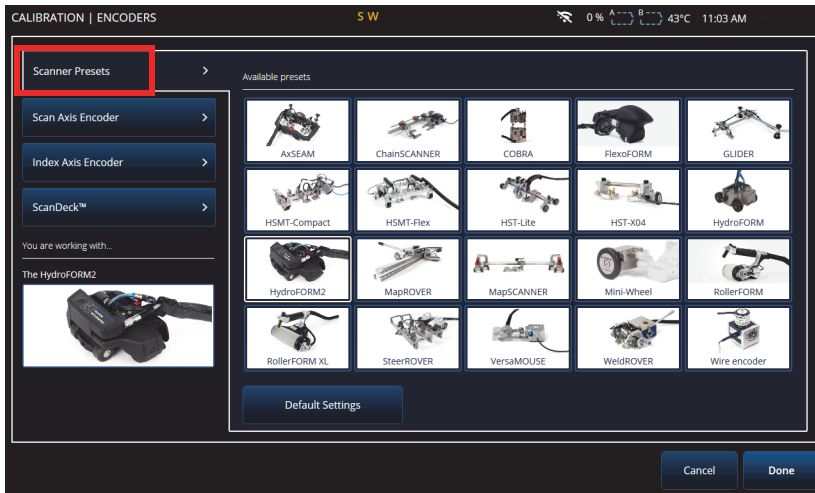 CALIBRATION | ENCODERS
S W
0 %
A
B
43°C
11:03 AM
Scanner Presets
Scan Axis Encoder
Index Axis Encoder
ScanDeck™
You are working with...
The HydroFORM2
Available presets
AxSEAM
ChainSCANNER
COBRA
FlexoFORM
GLIDER
HSMT-Compact
HSMT-Flex
HST-Lite
HST-X04
HydroFORM
HydroFORM2
MapROVER
MapSCANNER
Mini-Wheel
RollerFORM
RollerFORM XL
SteerROVER
VersaMOUSE
WeldROVER
Wire encoder
Default Settings
Cancel
Done